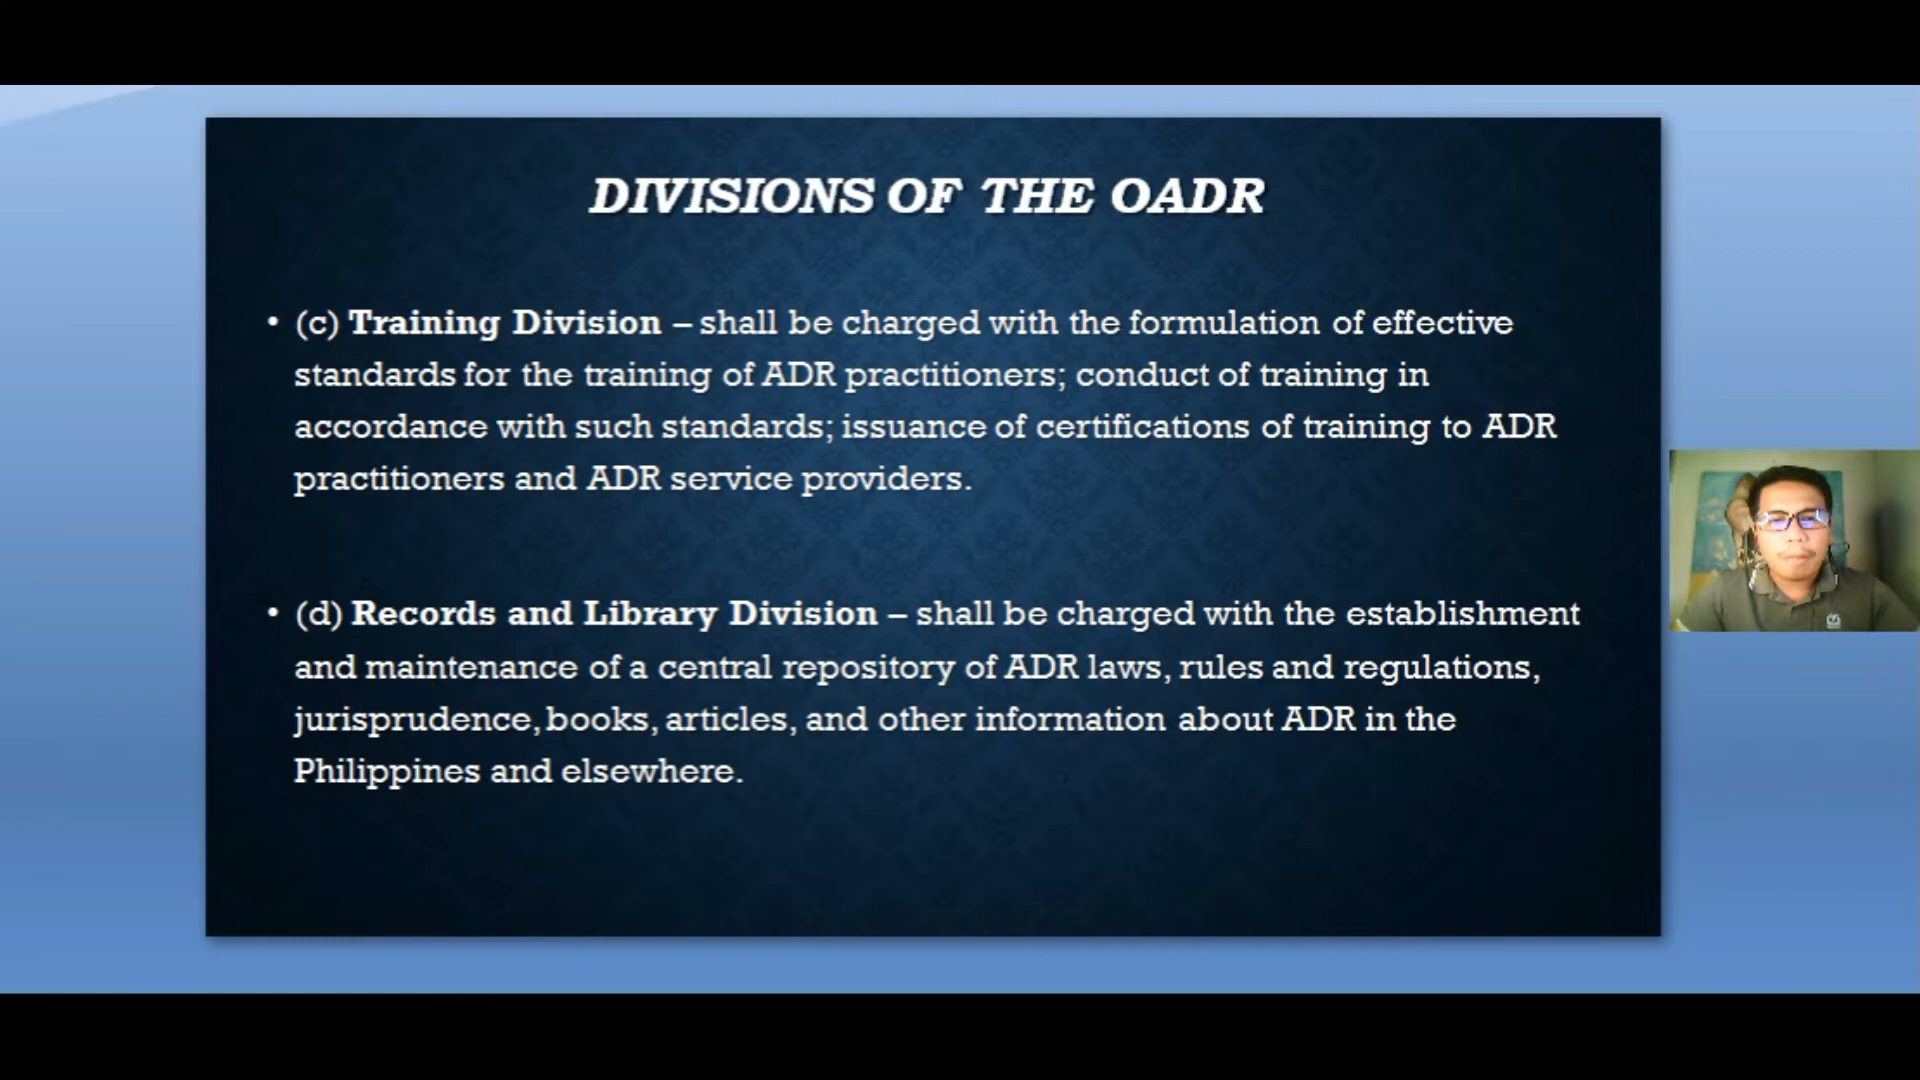 DIVISIONS OF THE OADR
• (c) Training Division – shall be charged with the formulation of effective
standards for the training of ADR practitioners; conduct of training in
accordance with such standards; issuance of certifications of training to ADR
practitioners and ADR service providers.
• (d) Records and Library Division – shall be charged with the establishment
and maintenance of a central repository of ADR laws, rules and regulations,
jurisprudence, books, articles, and other information about ADR in the
Philippines and elsewhere.